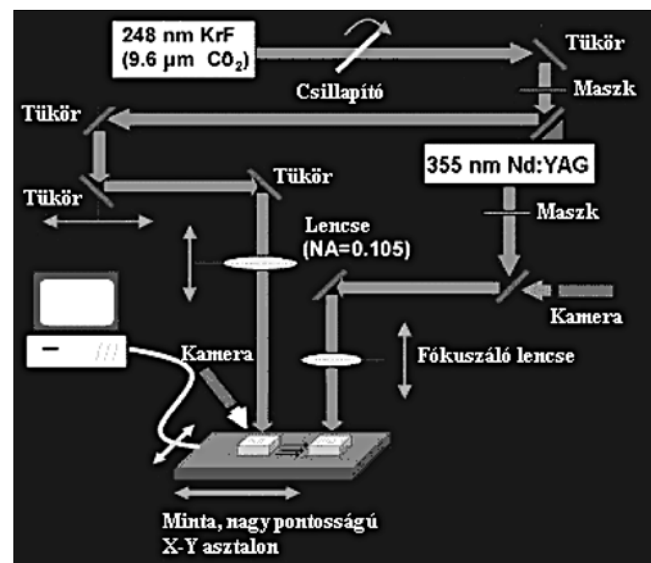 248 nm KrF
(9.6 µm CO₂)
Csillapító
Tükör
Maszk
Tükör
355 nm Nd:YAG
Tükör
Tükör
Maszk
Lencse
(NA=0.105)
Kamera
Kamera
Fókuszáló lencse
Minta, nagy pontosságú
X-Y asztalon